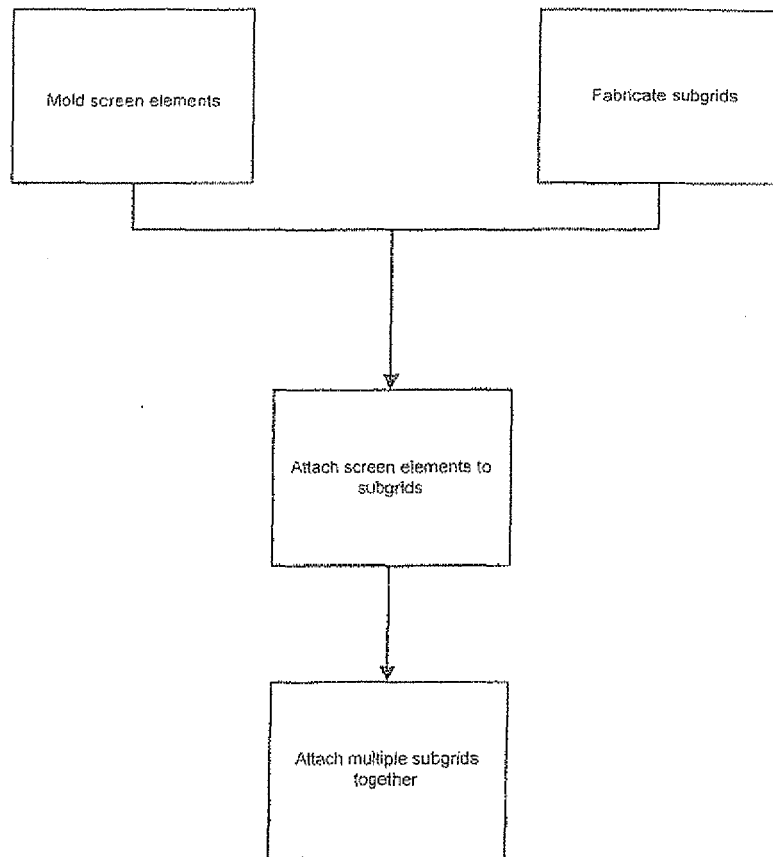 Mold screen elements
Fabricate subgrids
Attach screen elements to
subgrids
Attach multiple subgrids
together